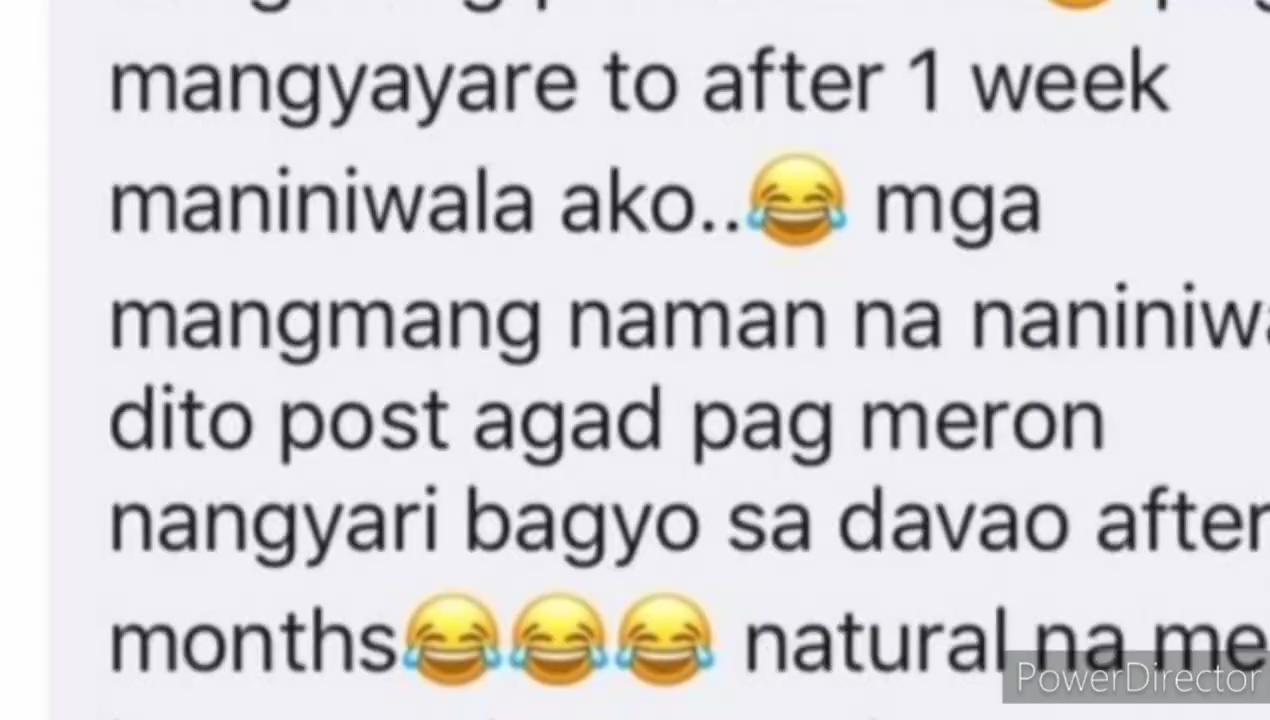 mangyayare to after 1 week
maniniwala ako..😂 mga
mangmang naman na naniniwa
dito post agad pag meron
nangyari bagyo sa davao after
months😂😂😂 natural na me
PowerDirector